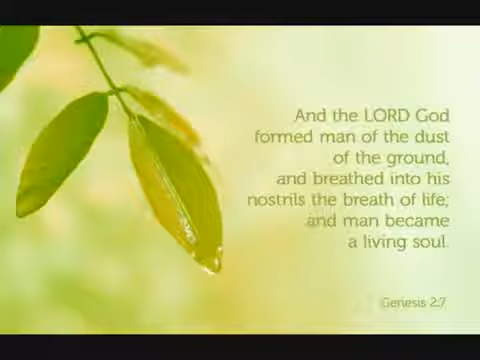 And the LORD God
formed man of the dust
of the ground,
and breathed into his
nostrils the breath of life;
and man became
a living soul.
Genesis 2:7